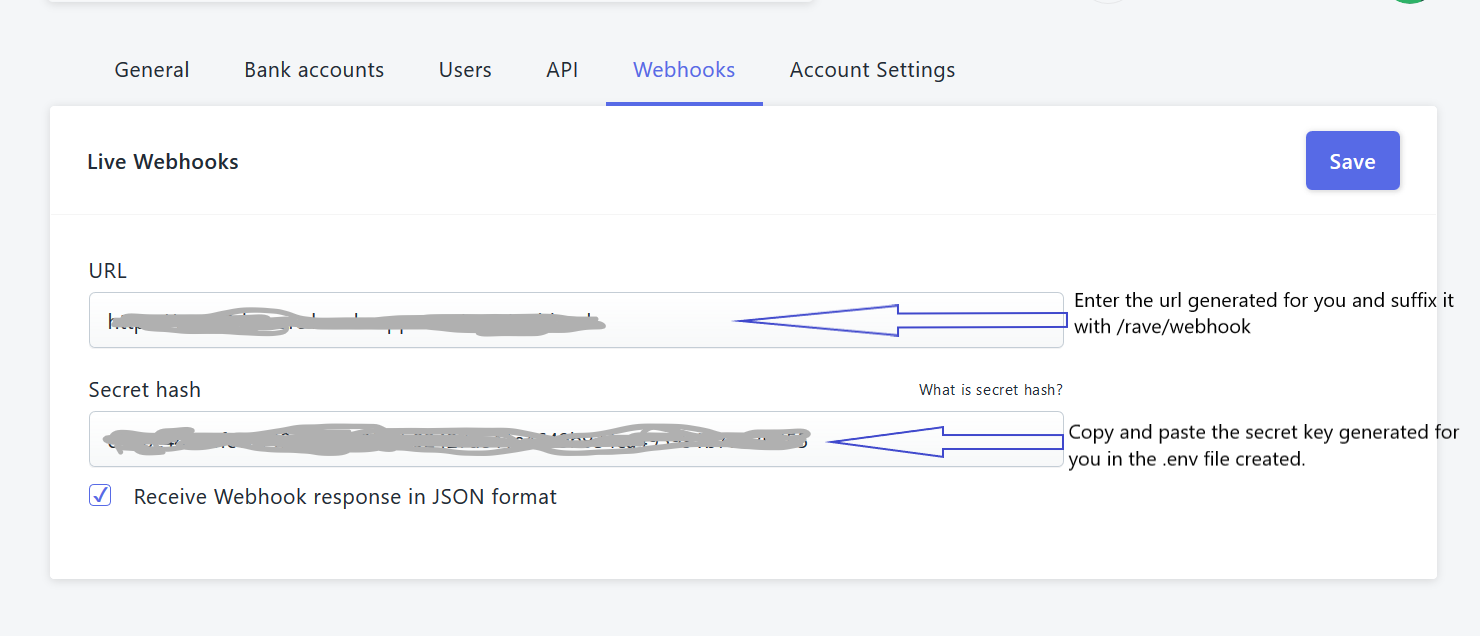 General Bank accounts Users API Webhooks Account Settings
Live Webhooks
Save
URL
Enter the url generated for you and suffix it
with /rave/webhook
Secret hash
What is secret hash?
Copy and paste the secret key generated for
you in the .env file created.
Receive Webhook response in JSON format